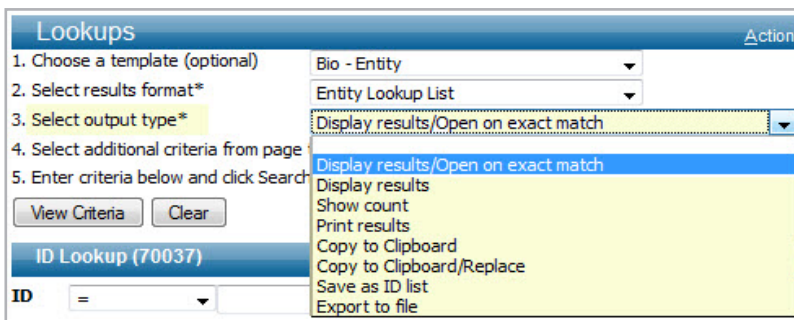 Lookups
Action
1. Choose a template (optional) Bio - Entity
2. Select results format* Entity Lookup List
3. Select output type* Display results/Open on exact match
4. Select additional criteria from page
5. Enter criteria below and click Search
Display results/Open on exact match
Display results
Show count
Print results
Copy to Clipboard
Copy to Clipboard/Replace
Save as ID list
Export to file
View Criteria Clear
ID Lookup (70037)
ID =